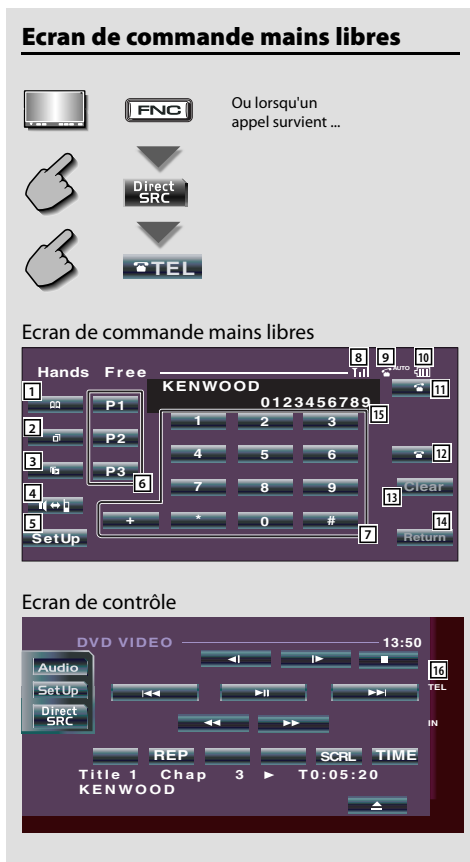 Ecran de commande mains libres
FNC
Ou lorsqu'un
appel survient ...
Direct
SRC
TEL
Ecran de commande mains libres
8 9 10
Hands Free
AUTO
KENWOOD
0123456789
1 11
P1
15
1 2 3
2
P2
12
4 5 6
3
P3
6
13
Clear
7 8 9
4
5
14
+ * 0 #
7
SetUp
Return
Ecran de contrôle
DVD VIDEO 13:50
Audio
16
SetUp
TEL
Direct
SRC
IN
REP SCRL TIME
Title 1 Chap 3 ► T0:05:20
KENWOOD